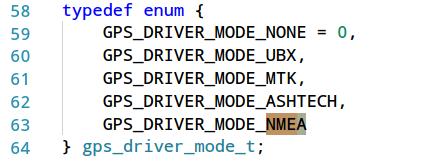 58 typedef enum {
59 GPS_DRIVER_MODE_NONE = 0,
60 GPS_DRIVER_MODE_UBX,
61 GPS_DRIVER_MODE_MTK,
62 GPS_DRIVER_MODE_ASHTECH,
63 GPS_DRIVER_MODE_NMEA
64 } gps_driver_mode_t;